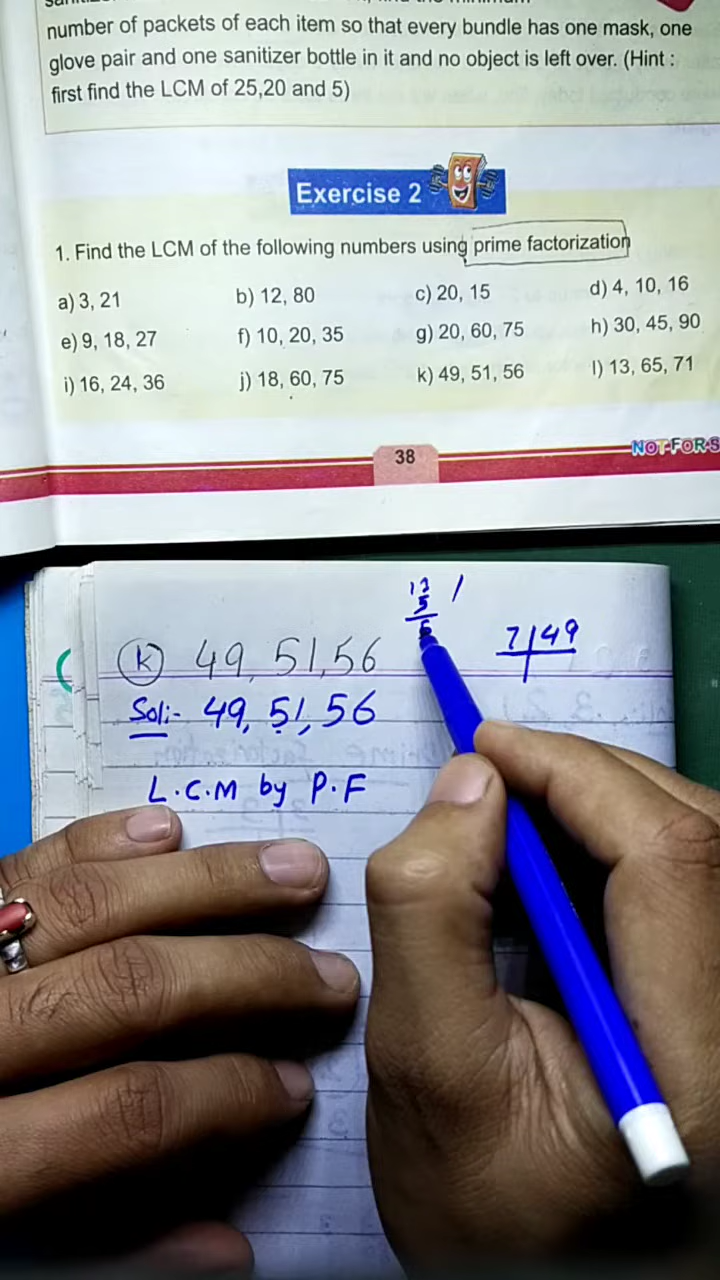 number of packets of each item so that every bundle has one mask, one
glove pair and one sanitizer bottle in it and no object is left over. (Hint :
first find the LCM of 25,20 and 5)
Exercise 2
1. Find the LCM of the following numbers using prime factorization
a) 3, 21 b) 12, 80 c) 20, 15 d) 4, 10, 16
e) 9, 18, 27 f) 10, 20, 35 g) 20, 60, 75 h) 30, 45, 90
i) 16, 24, 36 j) 18, 60, 75 k) 49, 51, 56 l) 13, 65, 71
38
NOT FOR S
(K) 49, 51, 56
7 49
Sol:- 49, 51, 56
L.C.M by P.F